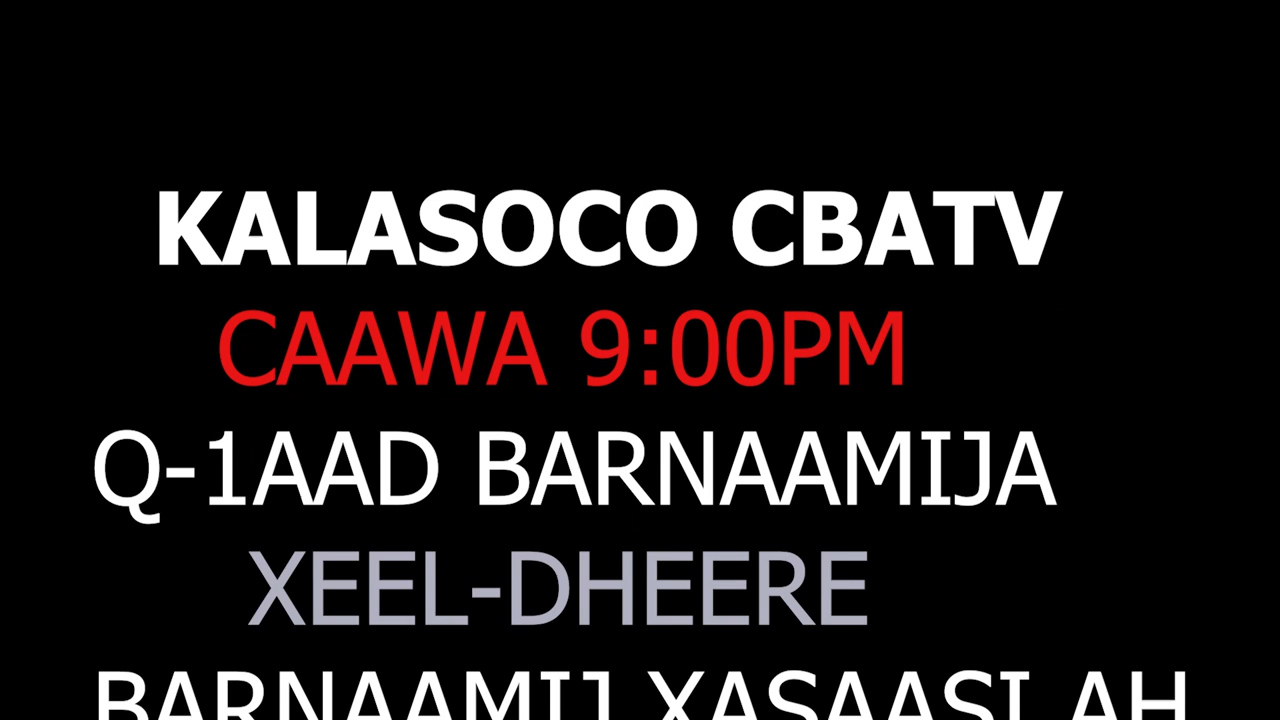 KALASOCO CBATV
CAAWA 9:00PM
Q-1AAD BARNAAMIJA
XEEL-DHEERE
BARNAAMIJ XASAASI AH